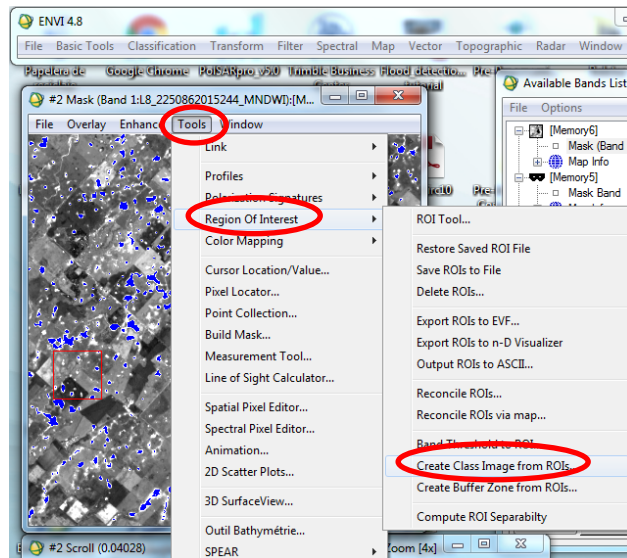 ENVI 4.8
File Basic Tools Classification Transform Filter Spectral Map Vector Topographic Radar Window
Papelera de Google Chrome PolSARpro_v5.0 Trimble Business Flood_detectio...
#2 Mask (Band 1:L8_2250862015244_MNDWI):[M...
File Overlay Enhance Tools Window
Link
Profiles
Polarization Signatures
Region Of Interest
Color Mapping
Cursor Location/Value...
Pixel Locator...
Point Collection...
Build Mask...
Measurement Tool...
Line of Sight Calculator...
Spatial Pixel Editor...
Spectral Pixel Editor...
Animation...
2D Scatter Plots...
3D SurfaceView...
Outil Bathymétrie...
SPEAR
ROI Tool...
Restore Saved ROI File
Save ROIs to File
Delete ROIs...
Export ROIs to EVF...
Export ROIs to n-D Visualizer
Output ROIs to ASCII...
Reconcile ROIs...
Reconcile ROIs via map...
Band Threshold to ROI...
Create Class Image from ROIs...
Create Buffer Zone from ROIs...
Compute ROI Separabilty
Available Bands List
File Options
[Memory6]
Mask (Band
Map Info
[Memory5]
Mask Band
#2 Scroll (0.04028)
Zoom [4x]